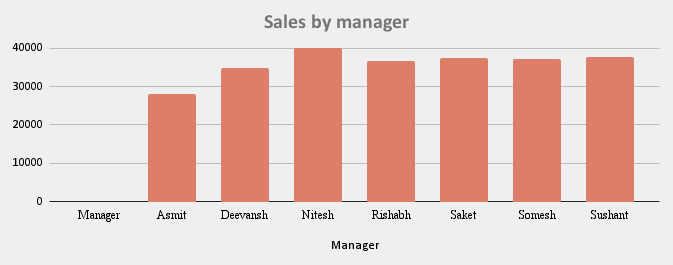 Sales by manager
40000
30000
20000
10000
0
Manager Asmit Deevansh Nitesh Rishabh Saket Somesh Sushant
Manager